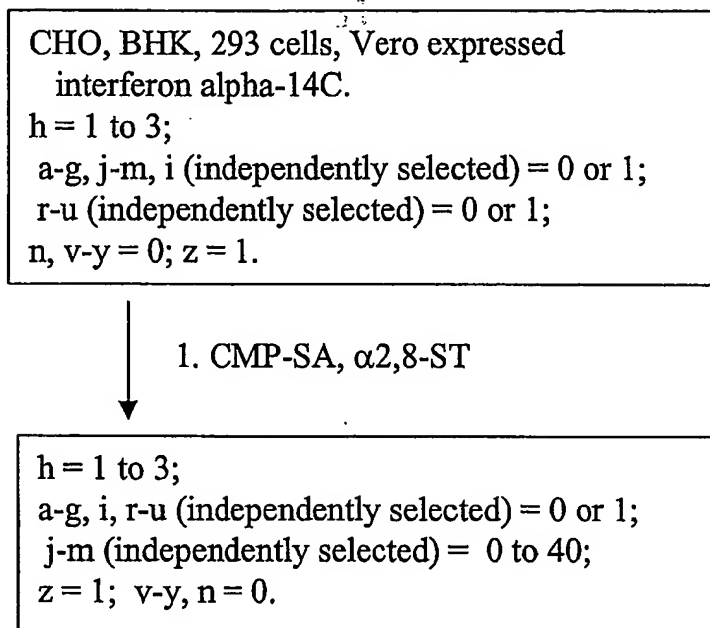 CHO, BHK, 293 cells, Vero expressed
interferon alpha-14C.
h = 1 to 3;
a-g, j-m, i (independently selected) = 0 or 1;
r-u (independently selected) = 0 or 1;
n, v-y = 0; z = 1.
1. CMP-SA, α2,8-ST
h = 1 to 3;
a-g, i, r-u (independently selected) = 0 or 1;
j-m (independently selected) = 0 to 40;
z = 1; v-y, n = 0.